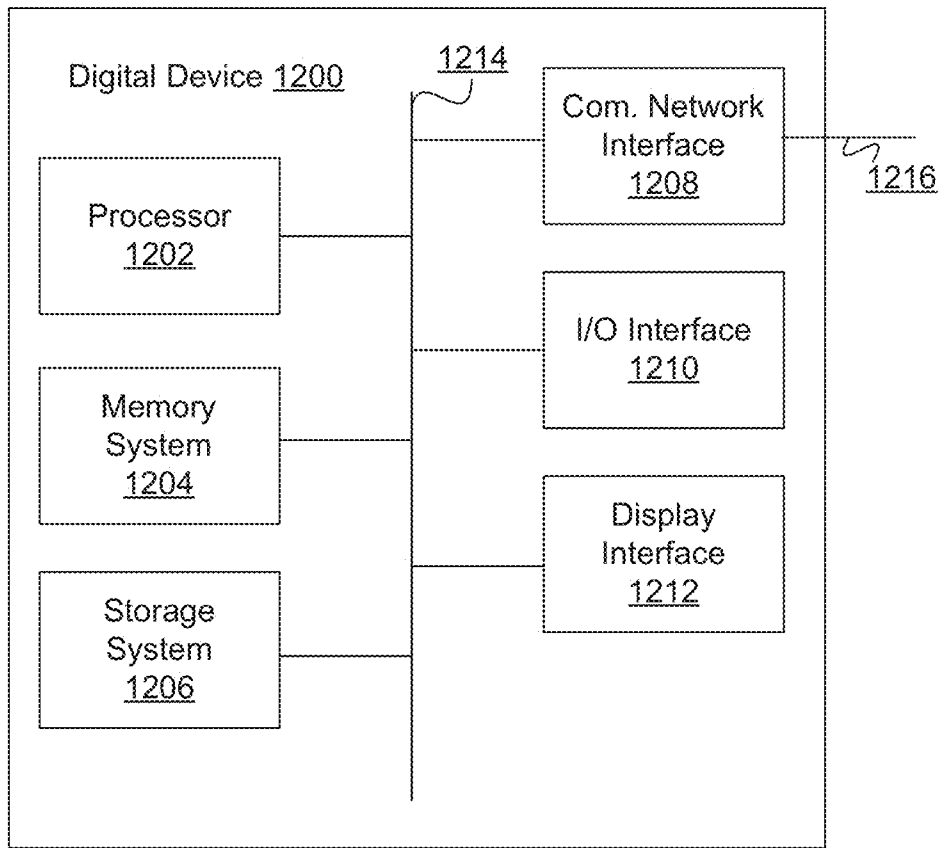 Digital Device 1200
1214
Com. Network
Interface
1208
1216
Processor
1202
I/O Interface
1210
Memory
System
1204
Display
Interface
1212
Storage
System
1206